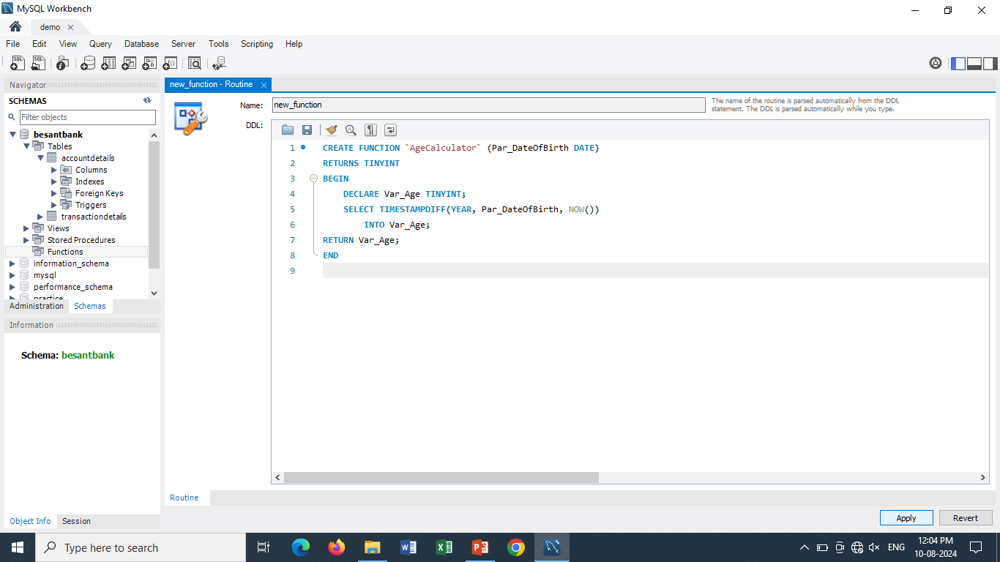 MySQL Workbench
demo
File Edit View Query Database Server Tools Scripting Help
Navigator
SCHEMAS
Filter objects
besantbank
Tables
accountdetails
Columns
Indexes
Foreign Keys
Triggers
transactiondetails
Views
Stored Procedures
Functions
information_schema
mysql
performance_schema
practice
Administration Schemas
Information
Schema: besantbank
Object Info Session
new_function - Routine
Name: new_function
The name of the routine is parsed automatically from the DDL
statement. The DDL is parsed automatically while you type.
DDL:
1 CREATE FUNCTION `AgeCalculator` (Par_DateOfBirth DATE)
2 RETURNS TINYINT
3 BEGIN
4 DECLARE Var_Age TINYINT;
5 SELECT TIMESTAMPDIFF(YEAR, Par_DateOfBirth, NOW())
6 INTO Var_Age;
7 RETURN Var_Age;
8 END
9
Routine
Apply Revert
Type here to search
ENG
12:04 PM
10-08-2024